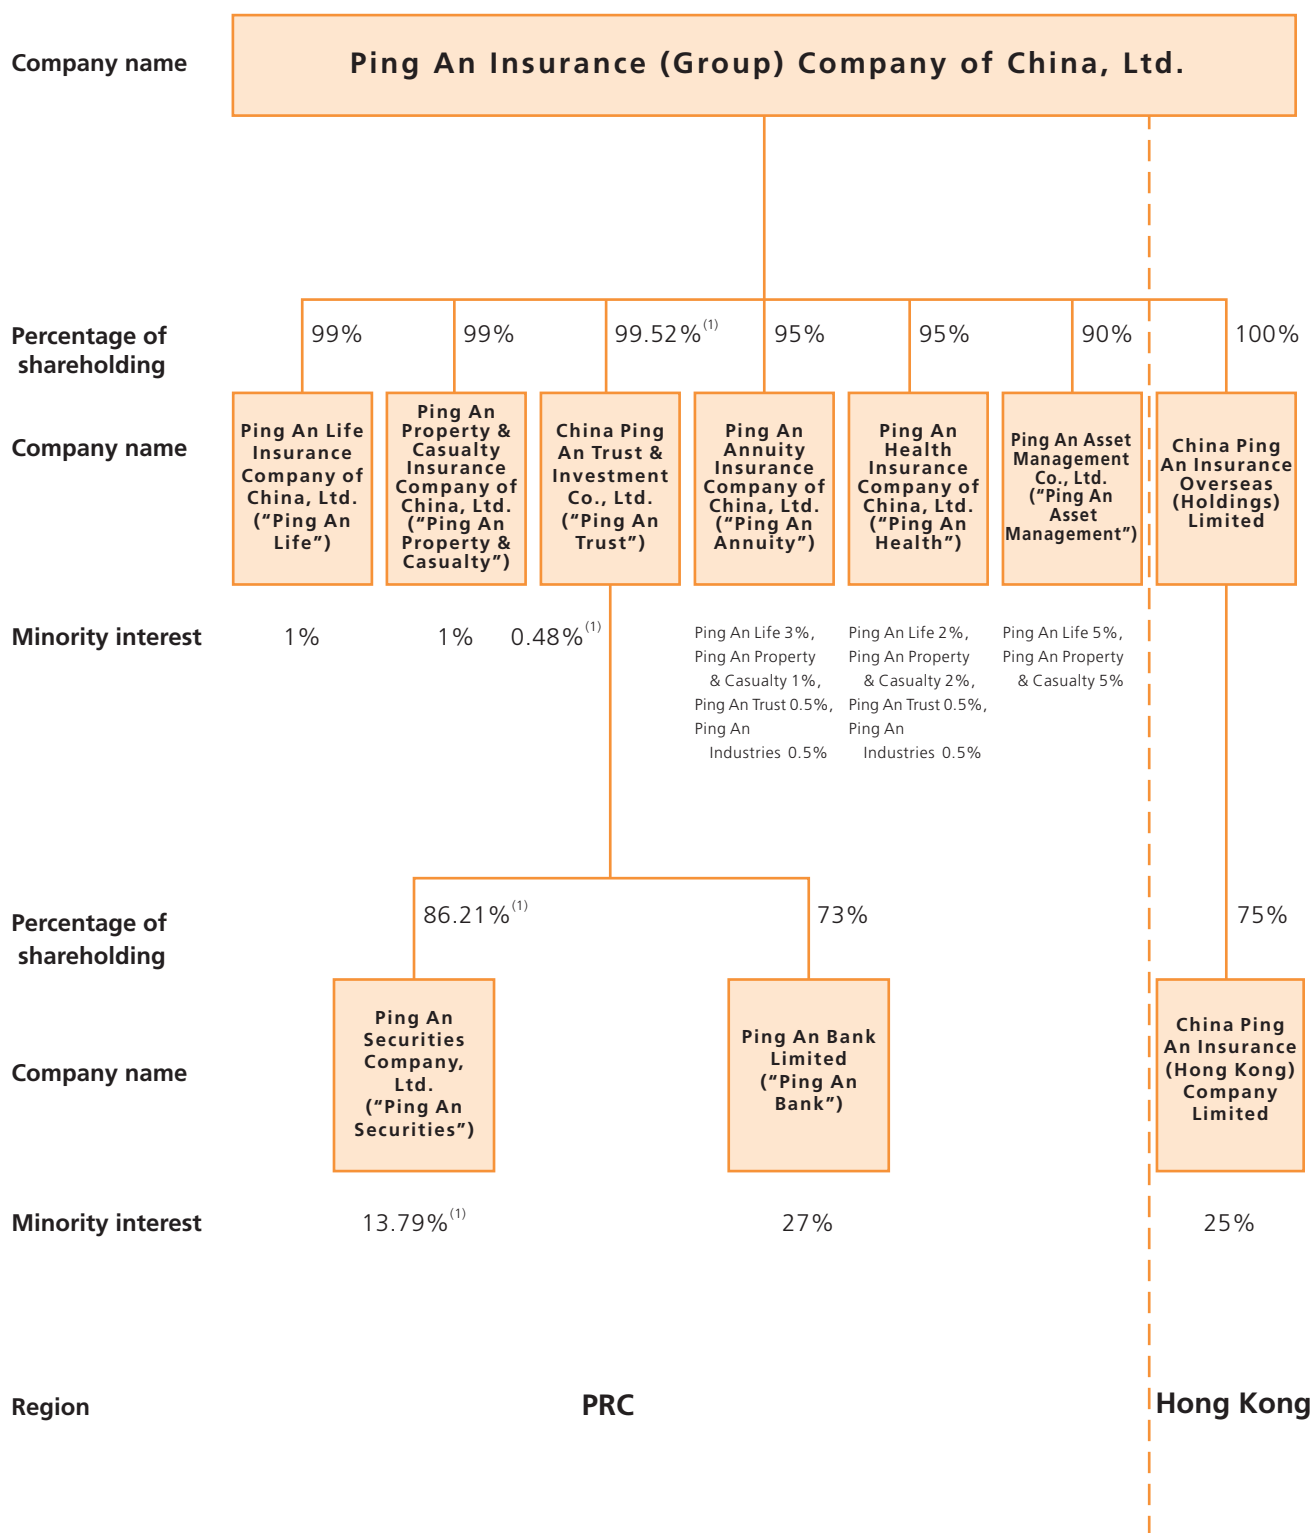 Company name
Ping An Insurance (Group) Company of China, Ltd.
Percentage of
shareholding
99%
99%
99.52%(1)
95%
95%
90%
100%
Company name
Ping An Life
Insurance
Company of
China, Ltd.
(“Ping An
Life”)
Ping An
Property &
Casualty
Insurance
Company of
China, Ltd.
(“Ping An
Property &
Casualty”)
China Ping
An Trust &
Investment
Co., Ltd.
(“Ping An
Trust”)
Ping An
Annuity
Insurance
Company of
China, Ltd.
(“Ping An
Annuity”)
Ping An
Health
Insurance
Company of
China, Ltd.
(“Ping An
Health”)
Ping An Asset
Management
Co., Ltd.
(“Ping An
Asset
Management”)
China Ping
An Insurance
Overseas
(Holdings)
Limited
Minority interest
1%
1%
0.48%(1)
Ping An Life 3%,
Ping An Property
& Casualty 1%,
Ping An Trust 0.5%,
Ping An
Industries 0.5%
Ping An Life 2%,
Ping An Property
& Casualty 2%,
Ping An Trust 0.5%,
Ping An
Industries 0.5%
Ping An Life 5%,
Ping An Property
& Casualty 5%
Percentage of
shareholding
86.21%(1)
73%
75%
Company name
Ping An
Securities
Company,
Ltd.
(“Ping An
Securities”)
Ping An Bank
Limited
(“Ping An
Bank”)
China Ping
An Insurance
(Hong Kong)
Company
Limited
Minority interest
13.79%(1)
27%
25%
Region
PRC
Hong Kong